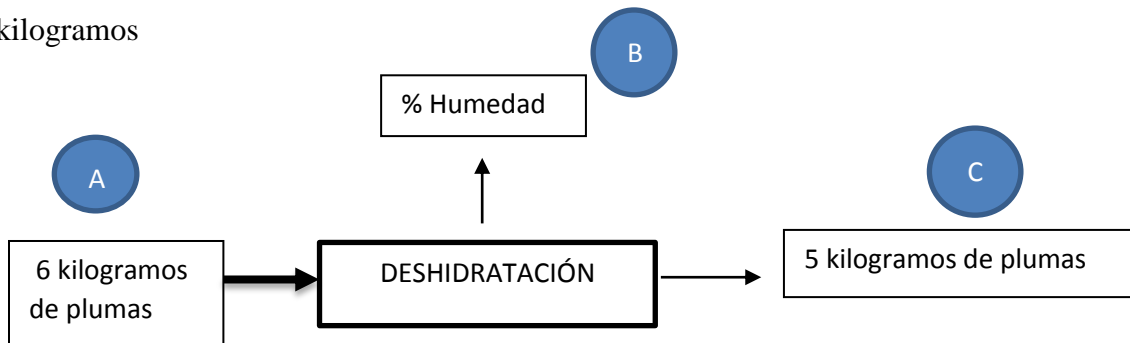 kilogramos
B
% Humedad
A
C
6 kilogramos
de plumas
DESHIDRATACIÓN
5 kilogramos de plumas